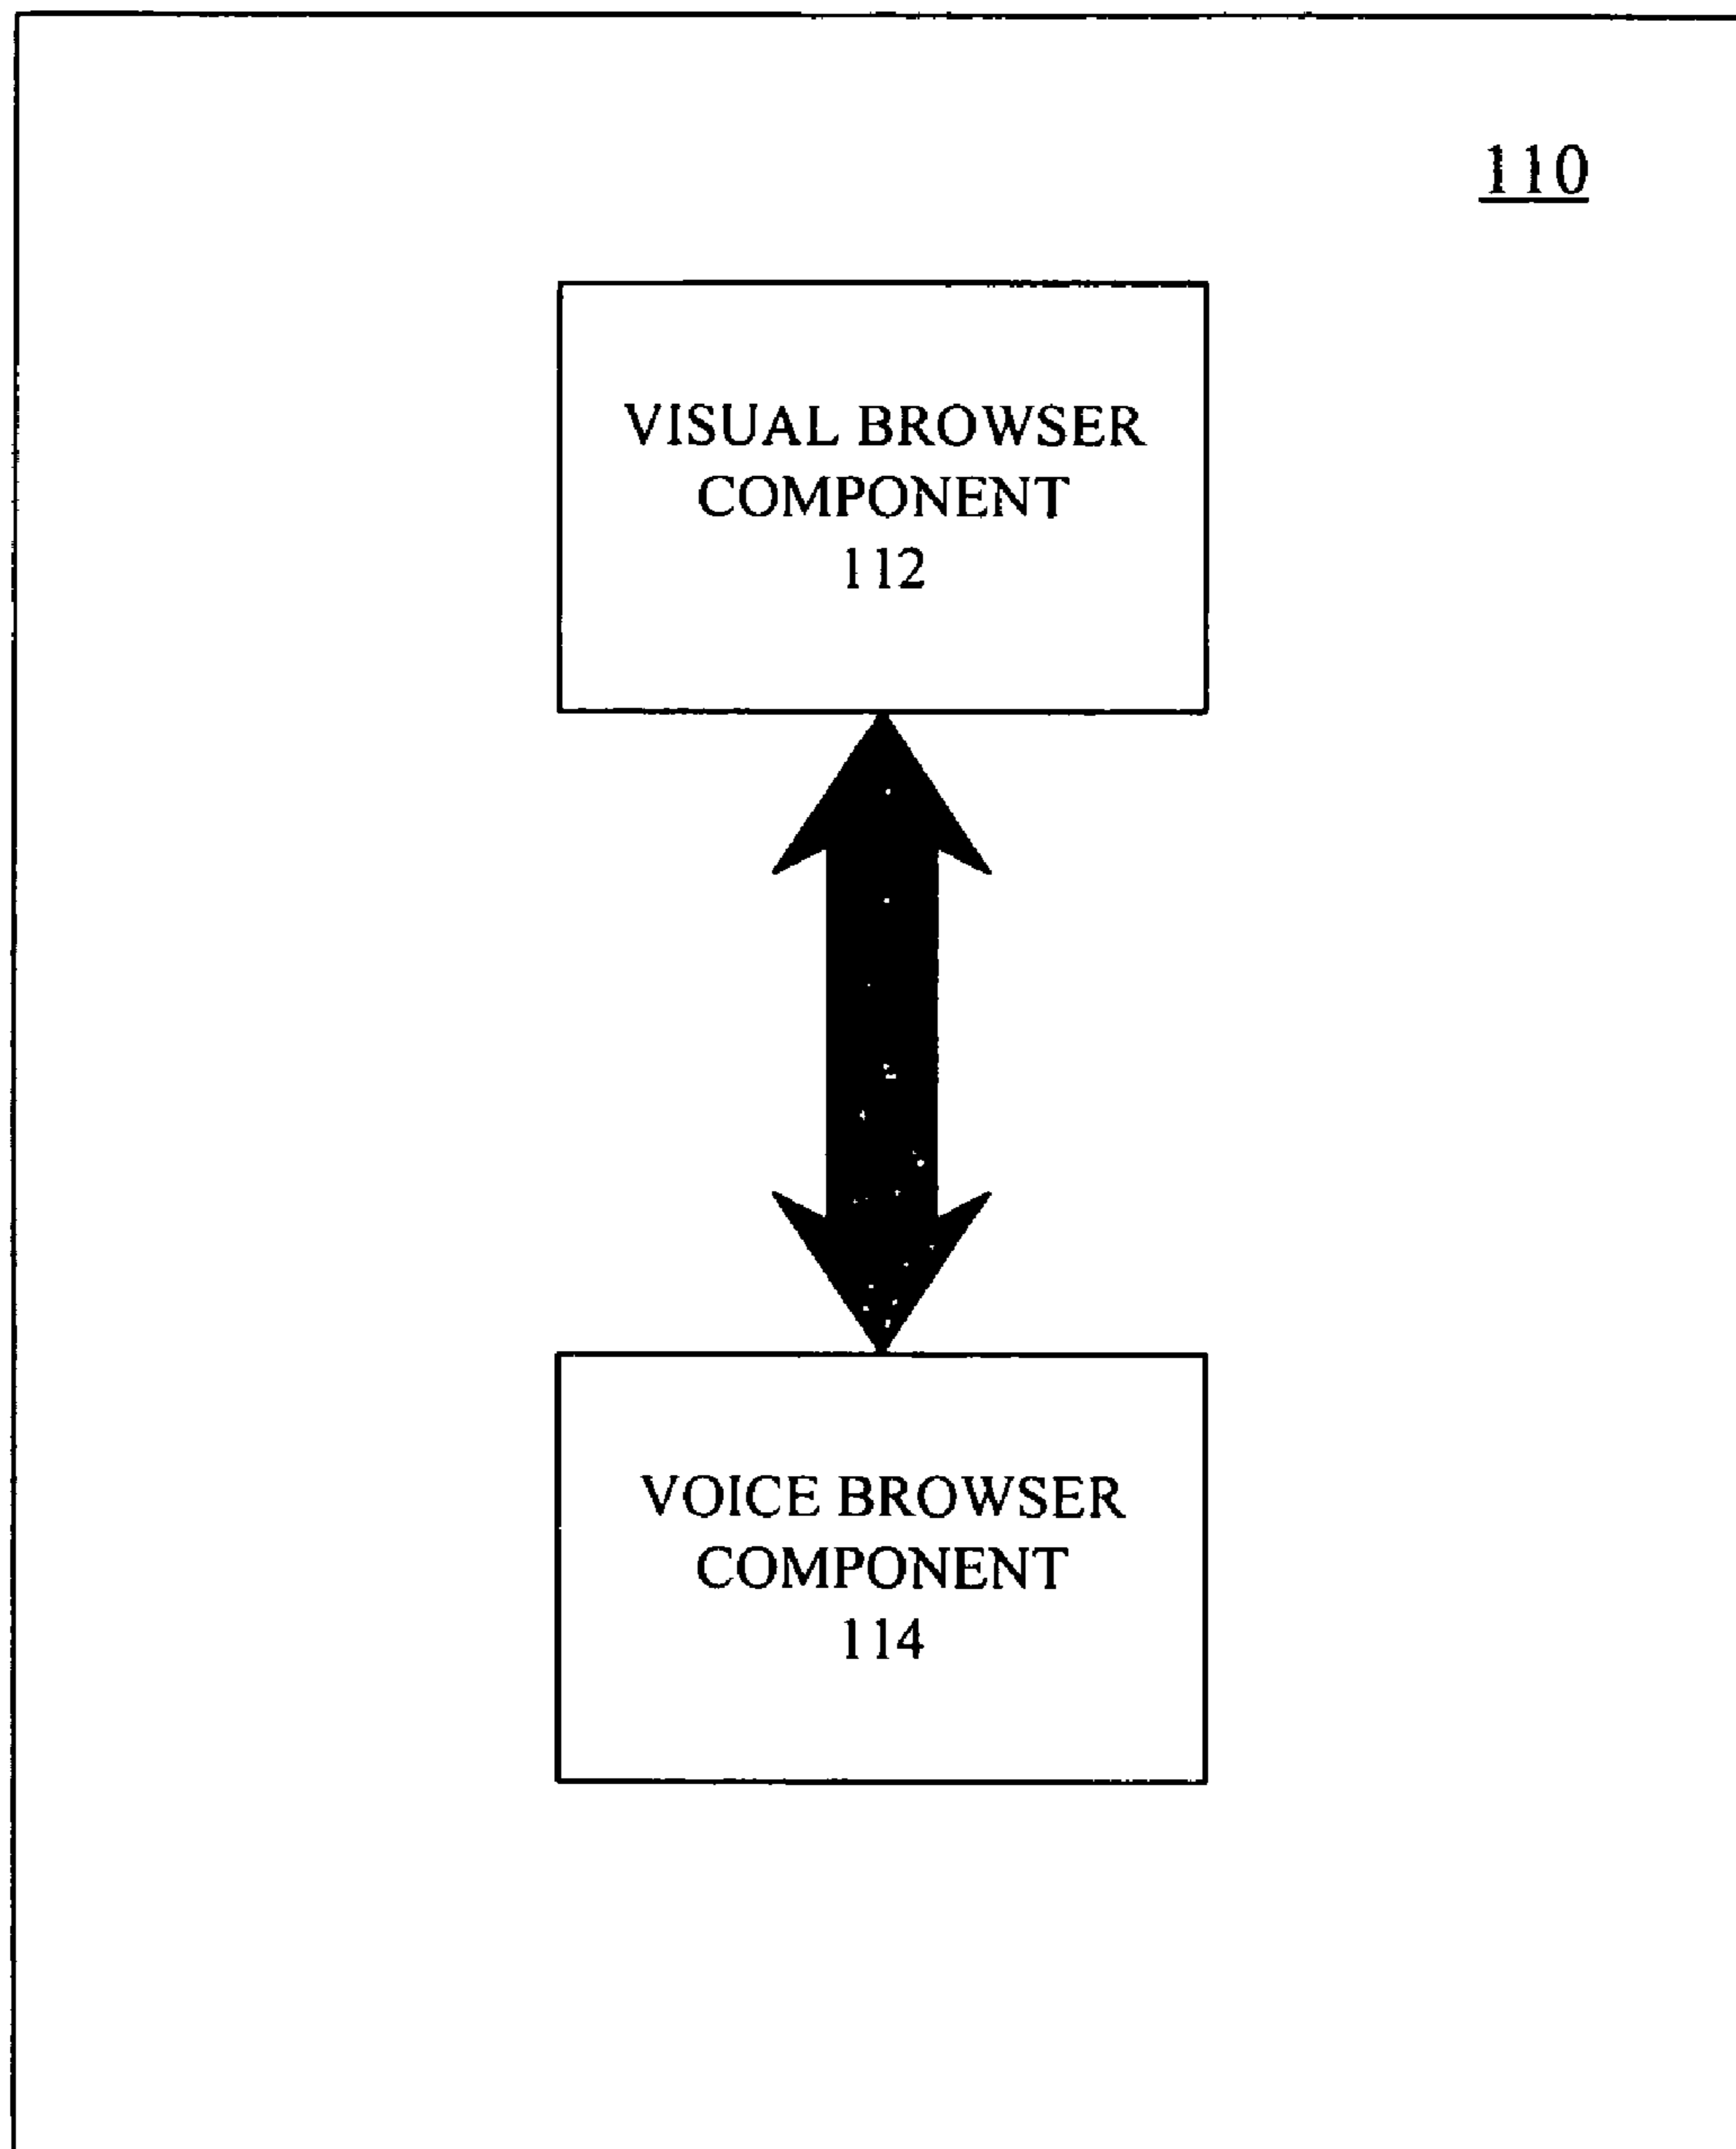 110
VISUAL BROWSER
COMPONENT
112
VOICE BROWSER
COMPONENT
114